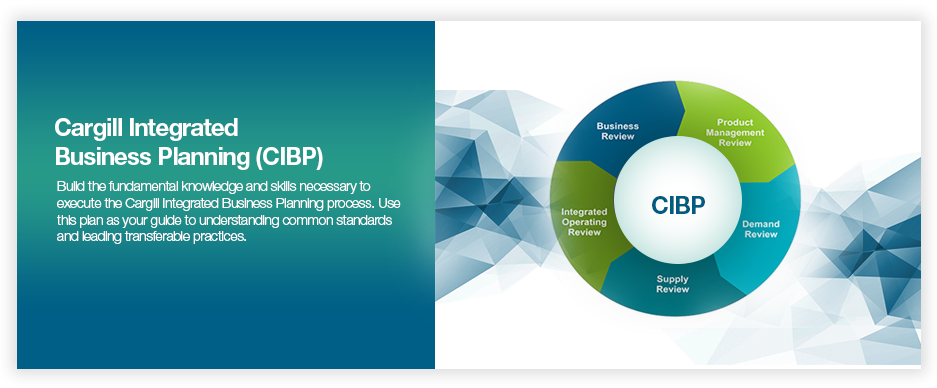 Cargill Integrated
Business Planning (CIBP)
Build the fundamental knowledge and skills necessary to
execute the Cargill Integrated Business Planning process. Use
this plan as your guide to understanding common standards
and leading transferable practices.
Business
Review
Product
Management
Review
Demand
Review
Supply
Review
Integrated
Operating
Review
CIBP